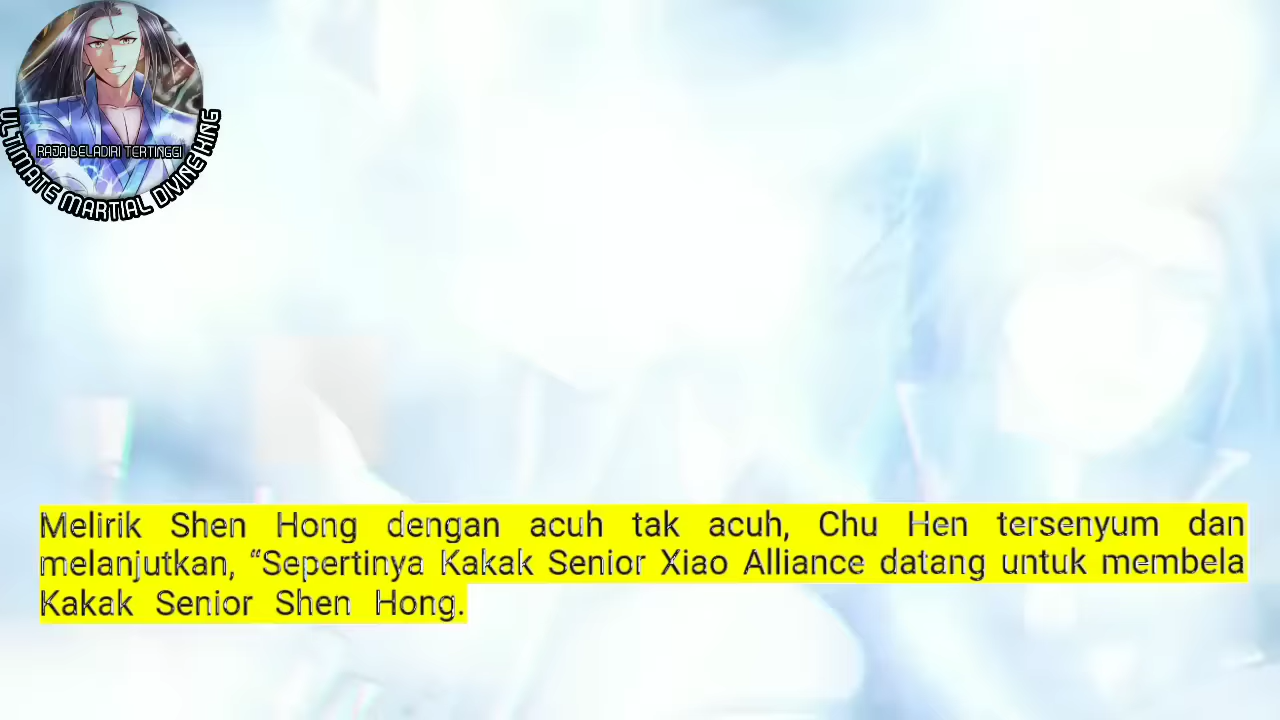 RAJA BELADIRI TERTINGGI
ULTIMATE MARTIAL DIVINE KING
Melirik Shen Hong dengan acuh tak acuh, Chu Hen tersenyum dan
melanjutkan, “Sepertinya Kakak Senior Xiao Alliance datang untuk membela
Kakak Senior Shen Hong.